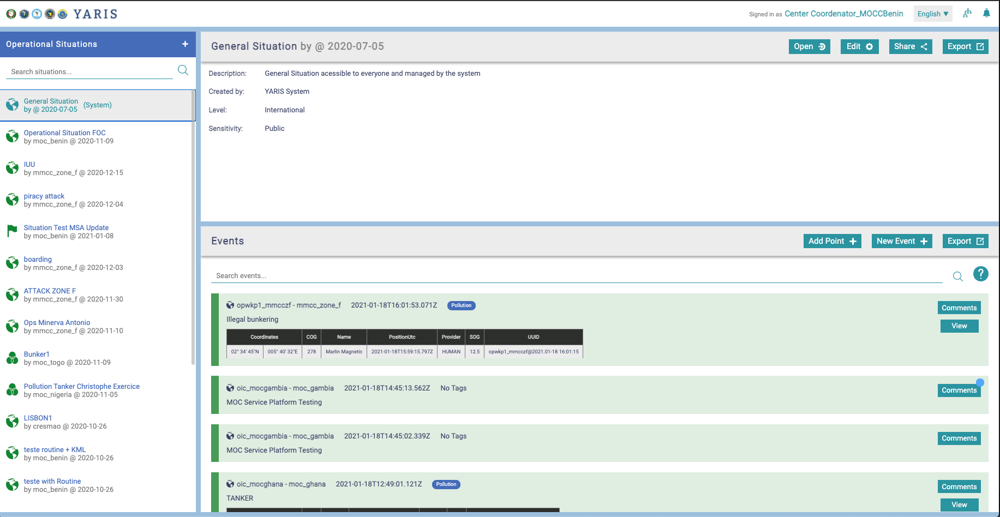 YARIS
Signed in as Center Coordenator_MOCCBenin
English ▼
Operational Situations +
Search situations...
General Situation (System)
by @ 2020-07-05
Operational Situation FOC
by moc_benin @ 2020-11-09
IUU
by mmcc_zone_f @ 2020-12-15
piracy attack
by mmcc_zone_f @ 2020-12-04
Situation Test MSA Update
by moc_benin @ 2021-01-08
boarding
by mmcc_zone_f @ 2020-12-03
ATTACK ZONE F
by mmcc_zone_f @ 2020-11-30
Ops Minerva Antonio
by mmcc_zone_f @ 2020-11-10
Bunker1
by moc_togo @ 2020-11-09
Pollution Tanker Christophe Exercice
by moc_nigeria @ 2020-11-05
LISBON1
by cresmao @ 2020-10-26
teste routine + KML
by moc_benin @ 2020-10-26
teste with Routine
by moc_benin @ 2020-10-26
General Situation by @ 2020-07-05
Open Edit Share Export
Description: General Situation acessible to everyone and managed by the system
Created by: YARIS System
Level: International
Sensitivity: Public
Events
Add Point + New Event + Export
Search events...
?
opwkp1_mmcczf - mmcc_zone_f 2021-01-18T16:01:53.071Z Pollution
Comments
Illegal bunkering
View
Coordinates COG Name PositionUtc Provider SOG UUID
02° 34' 45"N 005° 40' 32"E 278 Marlin Magnetic 2021-01-18T15:59:15.797Z HUMAN 12.5 opwkp1_mmcczf@2021.01-18 16:01:15
oic_mocgambia - moc_gambia 2021-01-18T14:45:13.562Z No Tags
Comments
MOC Service Platform Testing
oic_mocgambia - moc_gambia 2021-01-18T14:45:02.339Z No Tags
Comments
MOC Service Platform Testing
oic_mocghana - moc_ghana 2021-01-18T12:49:01.121Z Pollution
Comments
TANKER
View